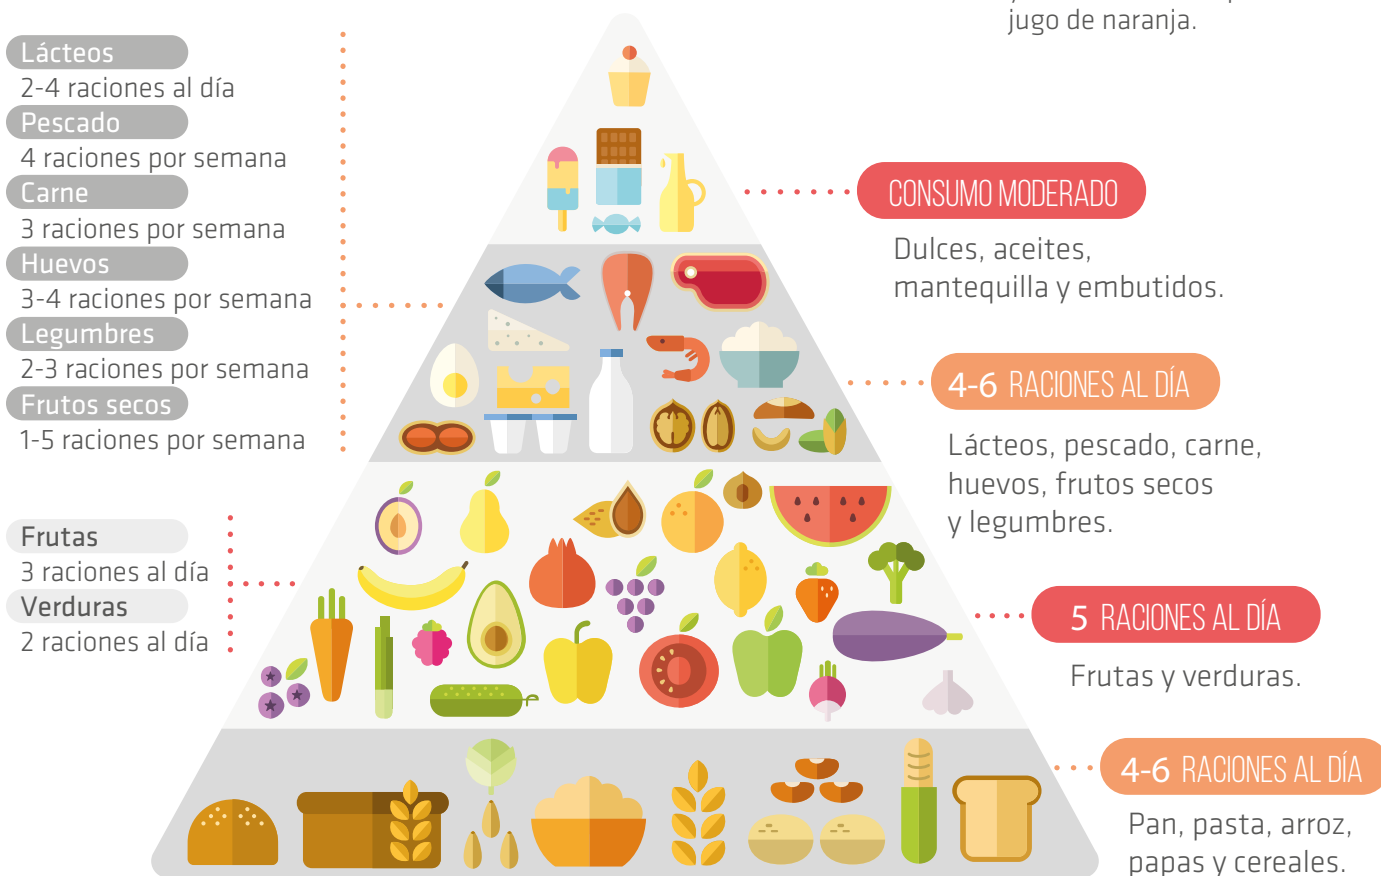 jugo de naranja.
Lácteos
2-4 raciones al día
Pescado
4 raciones por semana
Carne
3 raciones por semana
Huevos
3-4 raciones por semana
Legumbres
2-3 raciones por semana
Frutos secos
1-5 raciones por semana
Frutas
3 raciones al día
Verduras
2 raciones al día
CONSUMO MODERADO
Dulces, aceites,
mantequilla y embutidos.
4-6 RACIONES AL DÍA
Lácteos, pescado, carne,
huevos, frutos secos
y legumbres.
5 RACIONES AL DÍA
Frutas y verduras.
4-6 RACIONES AL DÍA
Pan, pasta, arroz,
papas y cereales.